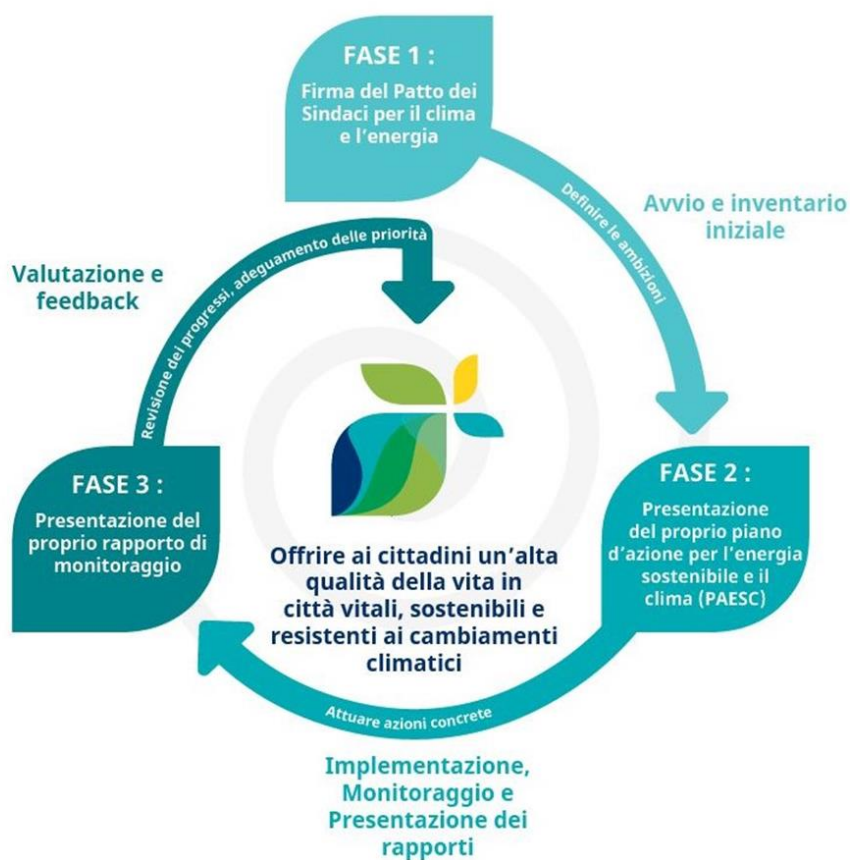 FASE 1 :
Firma del Patto dei
Sindaci per il clima
e l'energia
Definire le ambizioni
Avvio e inventario
iniziale
FASE 2 :
Presentazione
del proprio piano
d'azione per l'energia
sostenibile e il
clima (PAESC)
Attuare azioni concrete
Implementazione,
Monitoraggio e
Presentazione dei
rapporti
FASE 3 :
Presentazione del
proprio rapporto di
monitoraggio
Revisione dei progressi, adeguamento delle priorità
Valutazione e
feedback
Offrire ai cittadini un'alta
qualità della vita in
città vitali, sostenibili e
resistenti ai cambiamenti
climatici